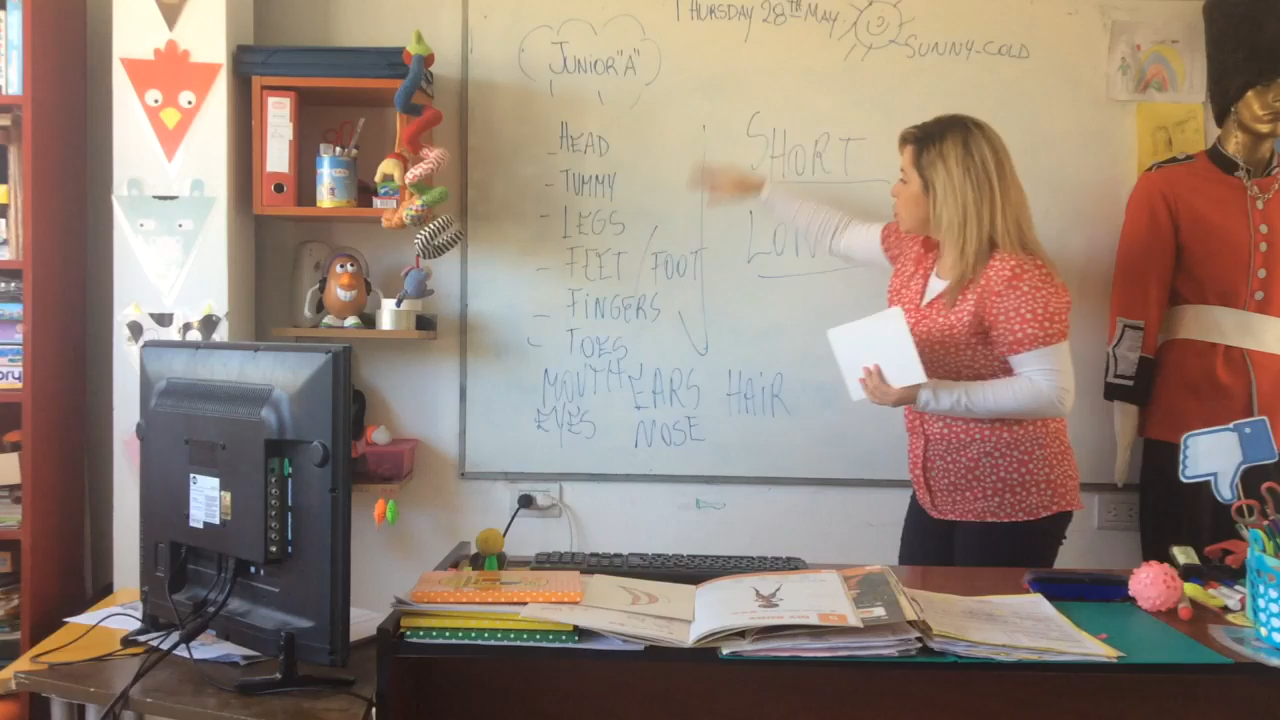 THURSDAY 28TH MAY
SUNNY-COLD
JUNIOR "A"
- HEAD
- TUMMY
- LEGS
- FEET / FOOT
- FINGERS
- TOES
MOUTH EARS HAIR
EYES NOSE
SHORT